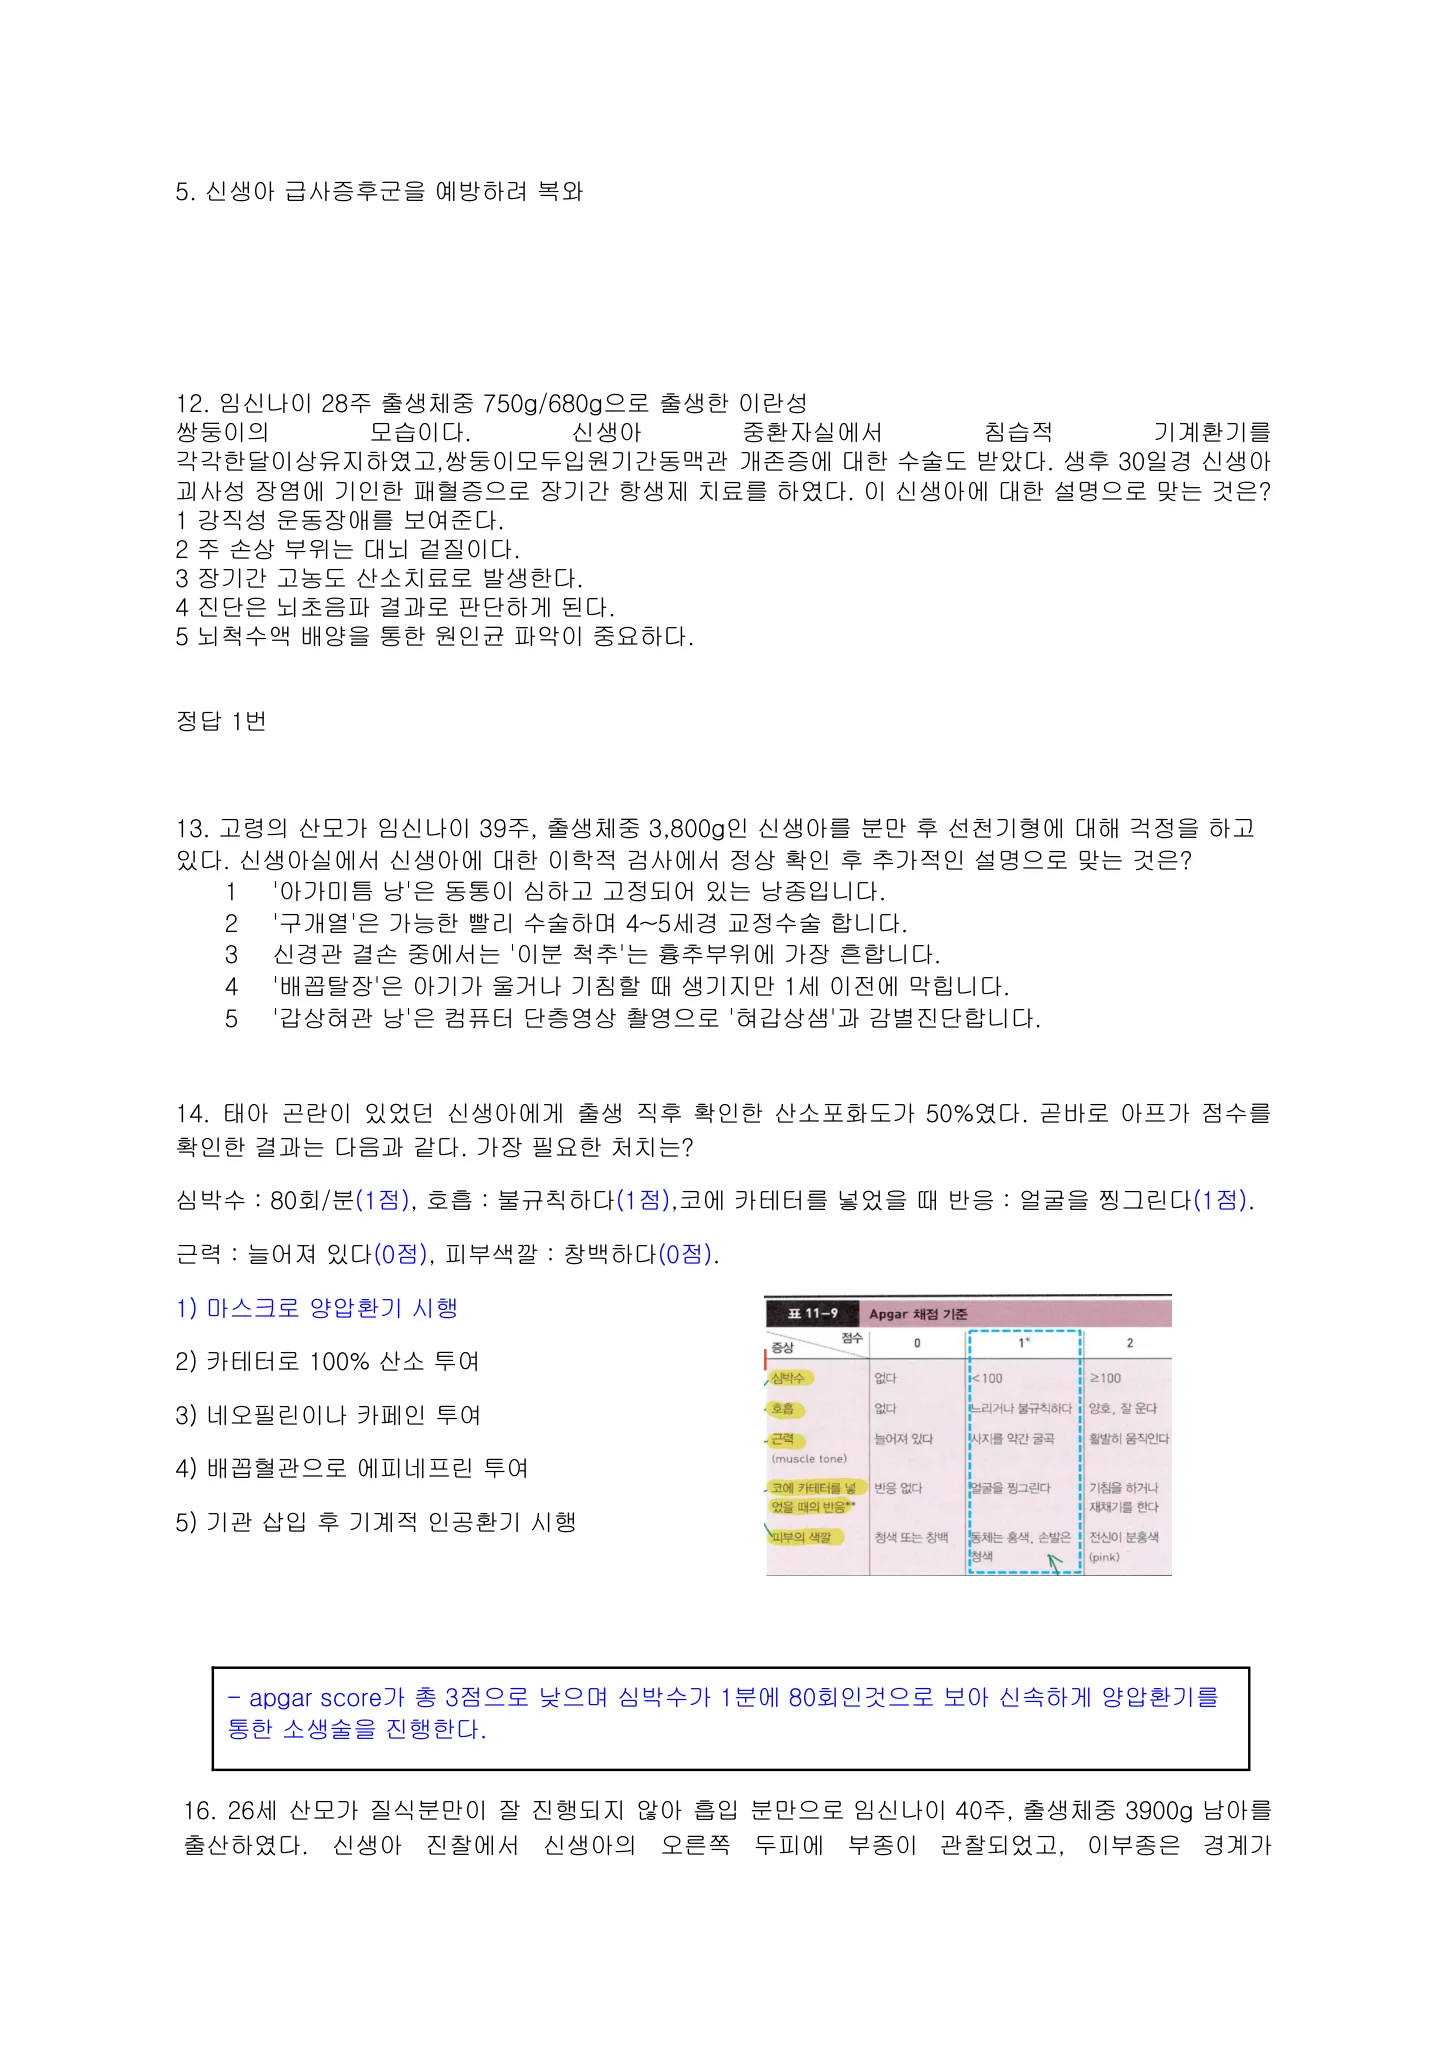 5. 신생아 급사증후군을 예방하려 복와
12. 임신나이 28주 출생체중 750g/680g으로 출생한 이란성
쌍둥이의 모습이다. 신생아 중환자실에서 침습적 기계환기를
각각한달이상유지하였고,쌍둥이모두입원기간동맥관 개존증에 대한 수술도 받았다. 생후 30일경 신생아
괴사성 장염에 기인한 패혈증으로 장기간 항생제 치료를 하였다. 이 신생아에 대한 설명으로 맞는 것은?
1 강직성 운동장애를 보여준다.
2 주 손상 부위는 대뇌 겉질이다.
3 장기간 고농도 산소치료로 발생한다.
4 진단은 뇌초음파 결과로 판단하게 된다.
5 뇌척수액 배양을 통한 원인균 파악이 중요하다.
정답 1번
13. 고령의 산모가 임신나이 39주, 출생체중 3,800g인 신생아를 분만 후 선천기형에 대해 걱정을 하고
있다. 신생아실에서 신생아에 대한 이학적 검사에서 정상 확인 후 추가적인 설명으로 맞는 것은?
1 '아가미틈 낭'은 동통이 심하고 고정되어 있는 낭종입니다.
2 '구개열'은 가능한 빨리 수술하며 4~5세경 교정수술 합니다.
3 신경관 결손 중에서는 '이분 척추'는 흉추부위에 가장 흔합니다.
4 '배꼽탈장'은 아기가 울거나 기침할 때 생기지만 1세 이전에 막힙니다.
5 '갑상혀관 낭'은 컴퓨터 단층영상 촬영으로 '혀갑상샘'과 감별진단합니다.
14. 태아 곤란이 있었던 신생아에게 출생 직후 확인한 산소포화도가 50%였다. 곧바로 아프가 점수를
확인한 결과는 다음과 같다. 가장 필요한 처치는?
심박수 : 80회/분(1점), 호흡 : 불규칙하다(1점),코에 카테터를 넣었을 때 반응 : 얼굴을 찡그린다(1점).
근력 : 늘어져 있다(0점), 피부색깔 : 창백하다(0점).
1) 마스크로 양압환기 시행
2) 카테터로 100% 산소 투여
3) 네오필린이나 카페인 투여
4) 배꼽혈관으로 에피네프린 투여
5) 기관 삽입 후 기계적 인공환기 시행
표 11-9 Apgar 채점 기준
점수
증상 0 1* 2
심박수 없다 <100 ≥100
호흡 없다 느리거나 불규칙하다 양호, 잘 운다
근력 늘어져 있다 사지를 약간 굴곡 활발히 움직인다
(muscle tone)
코에 카테터를 넣 반응 없다 얼굴을 찡그린다 기침을 하거나
었을 때의 반응** 재채기를 한다
피부의 색깔 청색 또는 창백 동체는 홍색, 손발은 전신이 분홍색
청색 (pink)
- apgar score가 총 3점으로 낮으며 심박수가 1분에 80회인것으로 보아 신속하게 양압환기를
통한 소생술을 진행한다.
16. 26세 산모가 질식분만이 잘 진행되지 않아 흡입 분만으로 임신나이 40주, 출생체중 3900g 남아를
출산하였다. 신생아 진찰에서 신생아의 오른쪽 두피에 부종이 관찰되었고, 이부종은 경계가